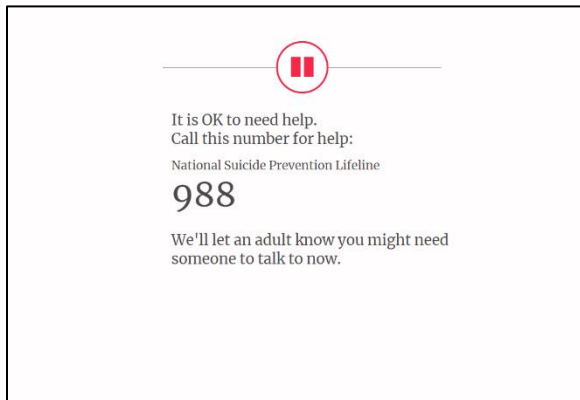 It is OK to need help.
Call this number for help:
National Suicide Prevention Lifeline
988
We'll let an adult know you might need
someone to talk to now.